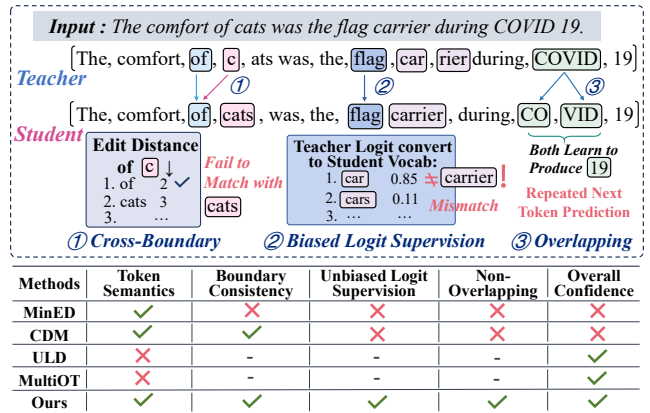 Input : The comfort of cats was the flag carrier during COVID 19.
[The, comfort, of, c, ats was, the, flag, car, rier during, COVID, 19]
Teacher ① ② ③
[The, comfort, of, cats, was, the, flag carrier, during, CO, VID, 19]
Student
Edit Distance
of c ↓
1. of 2 ✓
2. cats 3
3. ... ...
Fail to
Match with
cats
Teacher Logit convert
to Student Vocab:
1. car 0.85 ≠ carrier !
2. cars 0.11 Mismatch
3. ... ...
Both Learn to
Produce 19
Repeated Next
Token Prediction
① Cross-Boundary ② Biased Logit Supervision ③ Overlapping
Methods Token Semantics Boundary Consistency Unbiased Logit Supervision Non-Overlapping Overall Confidence
MinED ✓ ✗ ✗ ✗ ✗
CDM ✓ ✓ ✗ ✗ ✗
ULD ✗ - - - ✓
MultiOT ✗ - - - ✓
Ours ✓ ✓ ✓ ✓ ✓